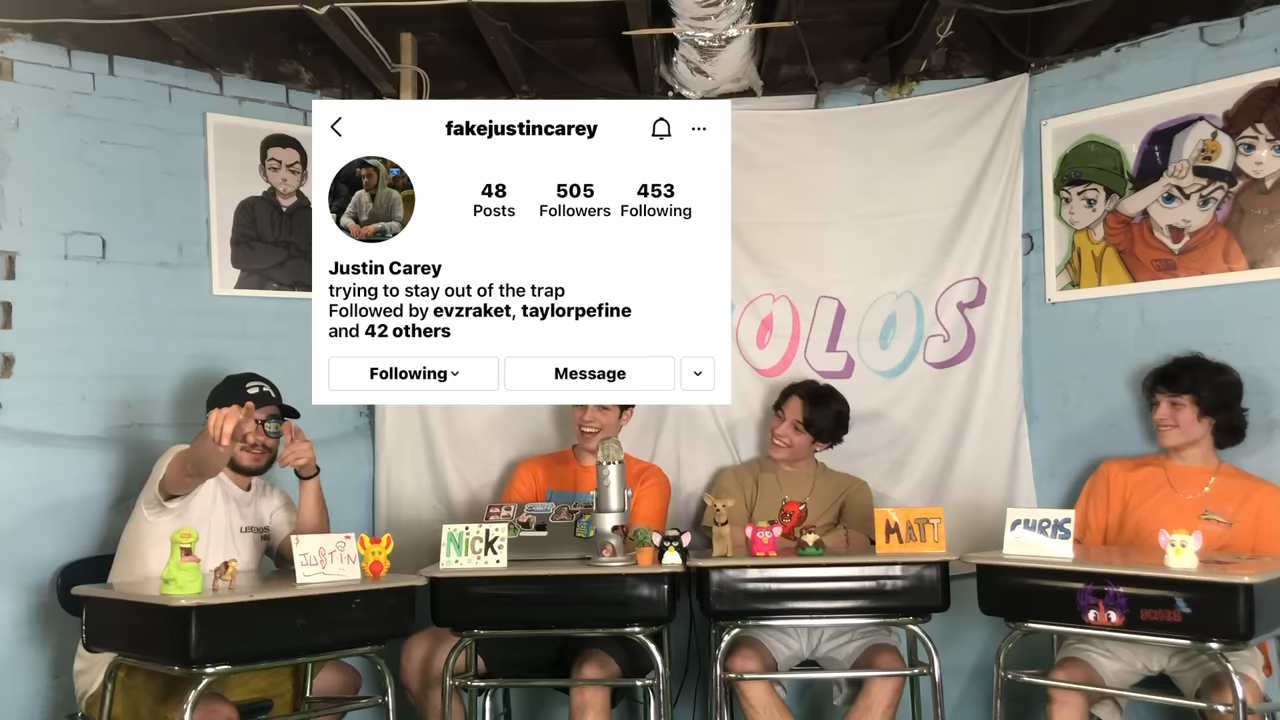 fakejustincarey
48 505 453
Posts Followers Following
Justin Carey
trying to stay out of the trap
Followed by evzraket, taylorpefine
and 42 others
Following Message
OLOS
LEGENDS
JUSTIN
Nick
MATT
CHRIS